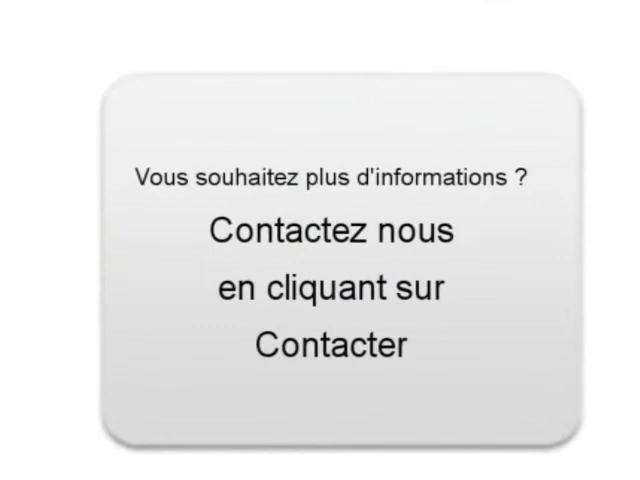 Vous souhaitez plus d'informations ?
Contactez nous
en cliquant sur
Contacter